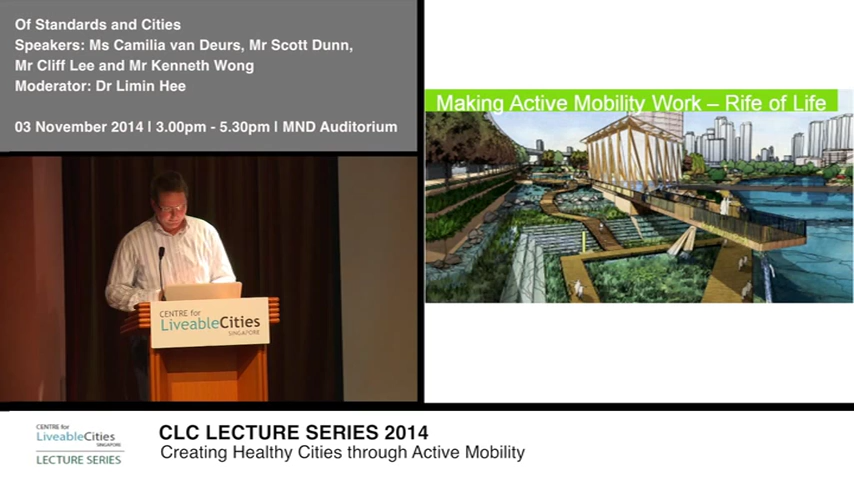 Of Standards and Cities
Speakers: Ms Camilia van Deurs, Mr Scott Dunn,
Mr Cliff Lee and Mr Kenneth Wong
Moderator: Dr Limin Hee
03 November 2014 | 3.00pm - 5.30pm | MND Auditorium
Making Active Mobility Work – Rife of Life
CENTRE for
LiveableCities
SINGAPORE
CENTRE for
LiveableCities
SINGAPORE
LECTURE SERIES
CLC LECTURE SERIES 2014
Creating Healthy Cities through Active Mobility